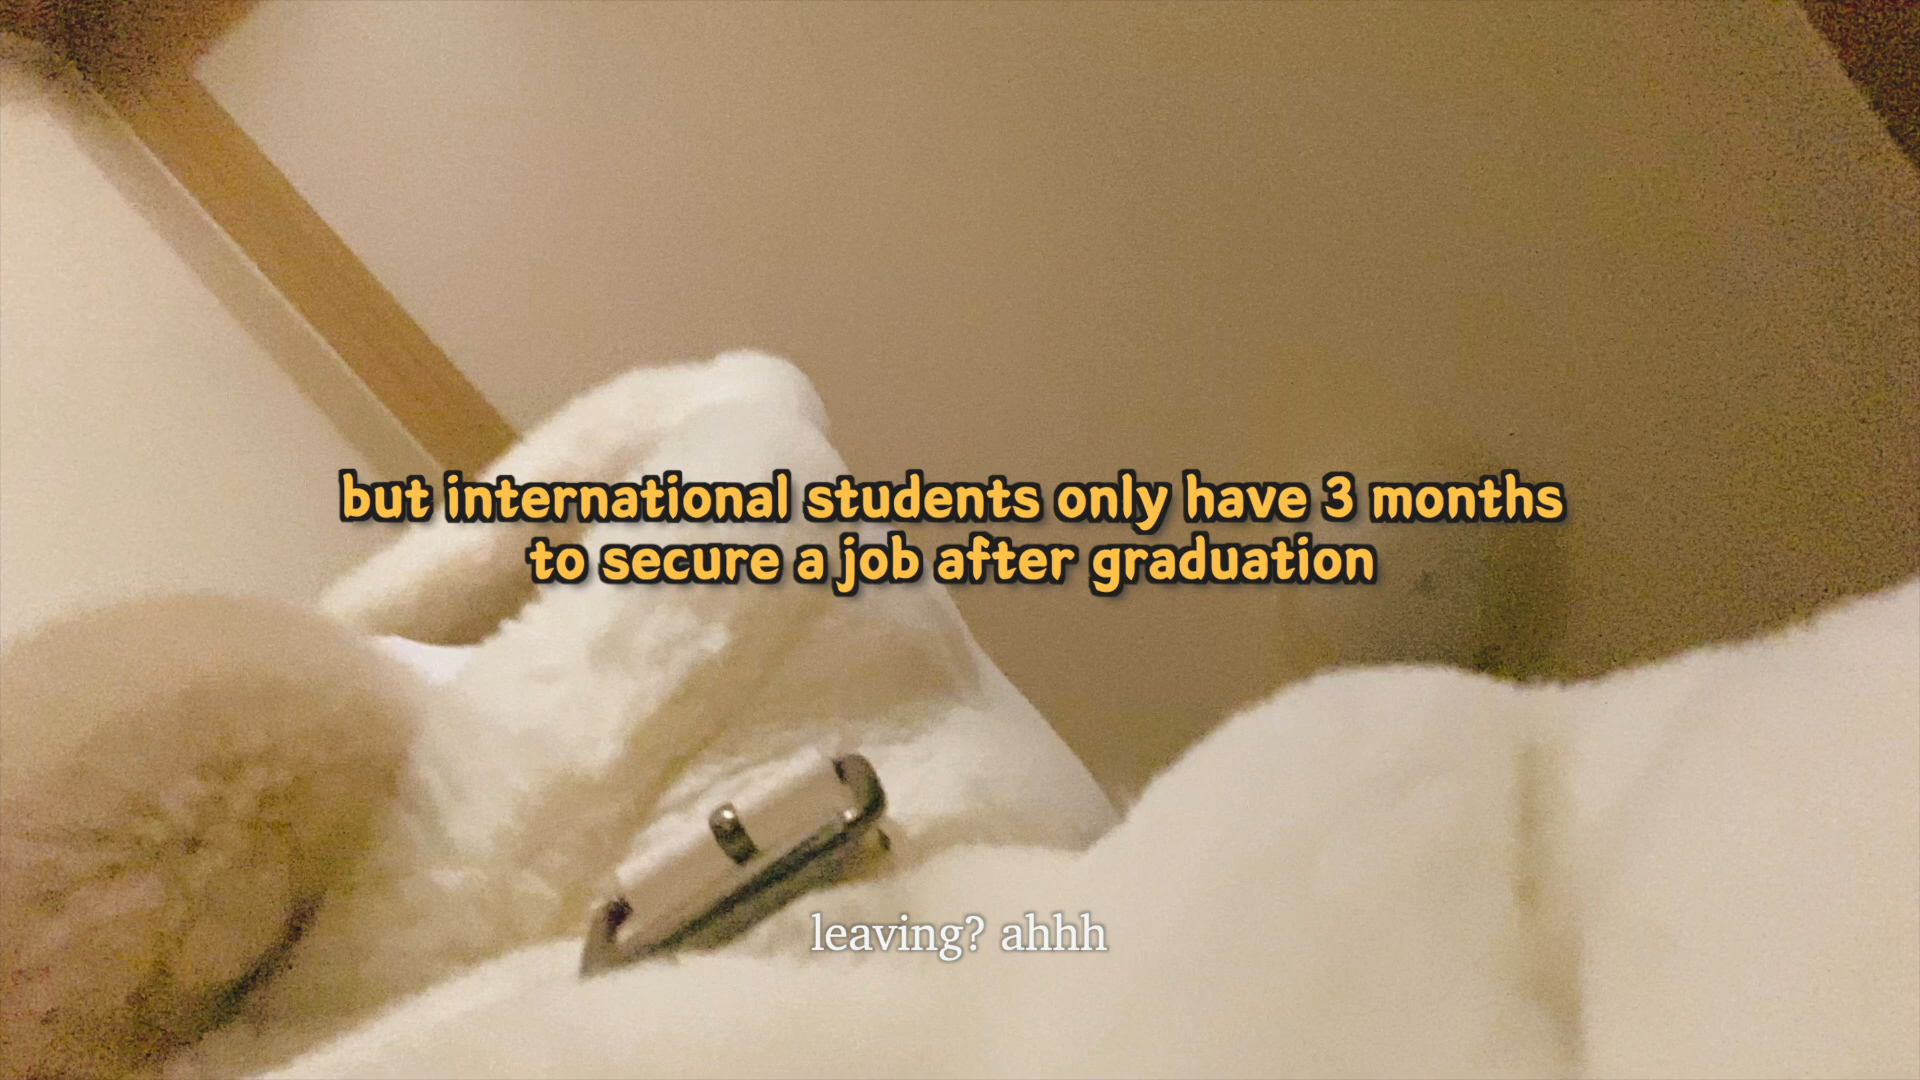 but international students only have 3 months
to secure a job after graduation
leaving? ahhh